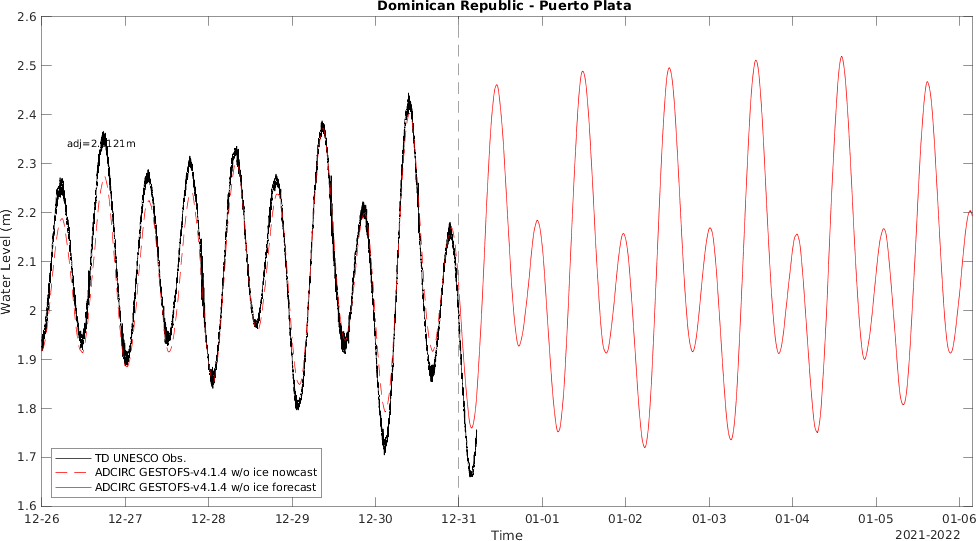 Dominican Republic - Puerto Plata
2.6
2.5
2.4
2.3
2.2
2.1
2
1.9
1.8
1.7
1.6
Water Level (m)
TD UNESCO Obs.
ADCIRC GESTOFS-v4.1.4 w/o ice nowcast
ADCIRC GESTOFS-v4.1.4 w/o ice forecast
12-26 12-27 12-28 12-29 12-30 12-31 01-01 01-02 01-03 01-04 01-05 01-06
Time
2021-2022